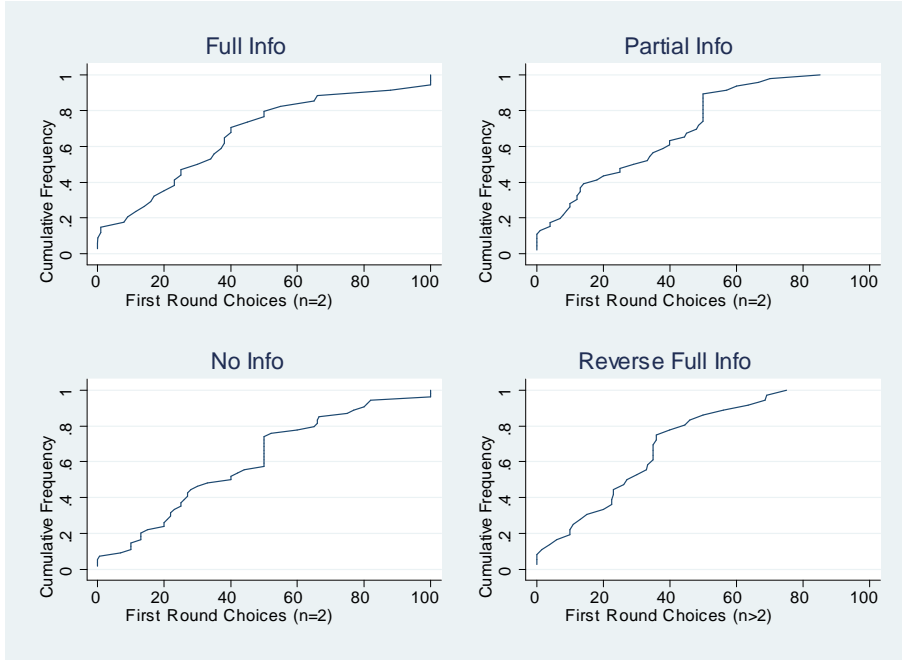 Full Info
Cumulative Frequency
0 .2 .4 .6 .8 1
0 20 40 60 80 100
First Round Choices (n=2)
Partial Info
Cumulative Frequency
0 .2 .4 .6 .8 1
0 20 40 60 80 100
First Round Choices (n=2)
No Info
Cumulative Frequency
0 .2 .4 .6 .8 1
0 20 40 60 80 100
First Round Choices (n=2)
Reverse Full Info
Cumulative Frequency
0 .2 .4 .6 .8 1
0 20 40 60 80 100
First Round Choices (n>2)